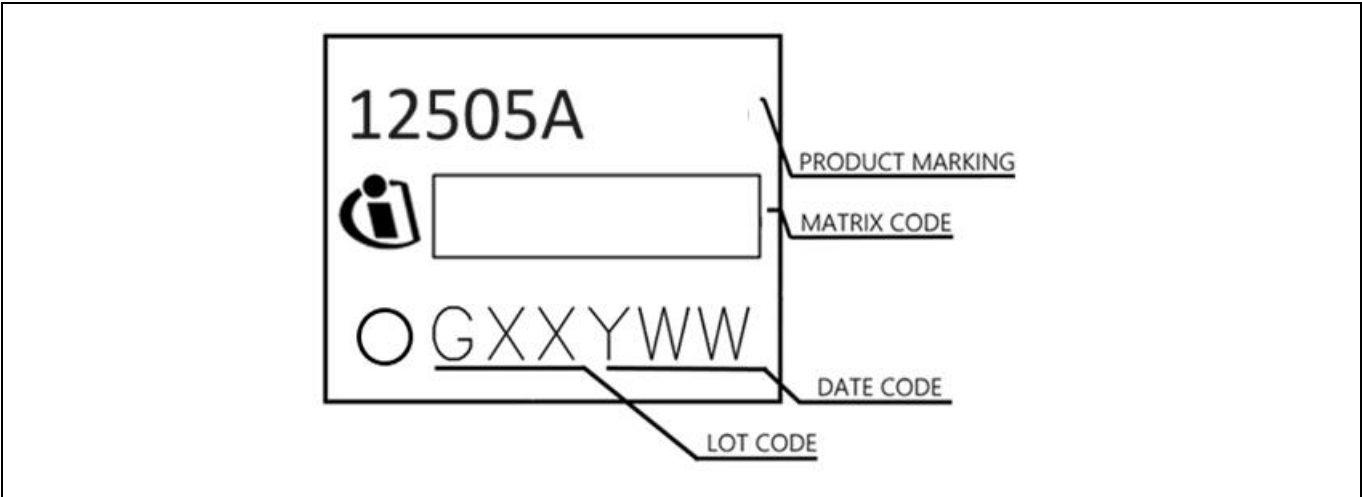 12505A
PRODUCT MARKING
MATRIX CODE
GXXYWW
DATE CODE
LOT CODE